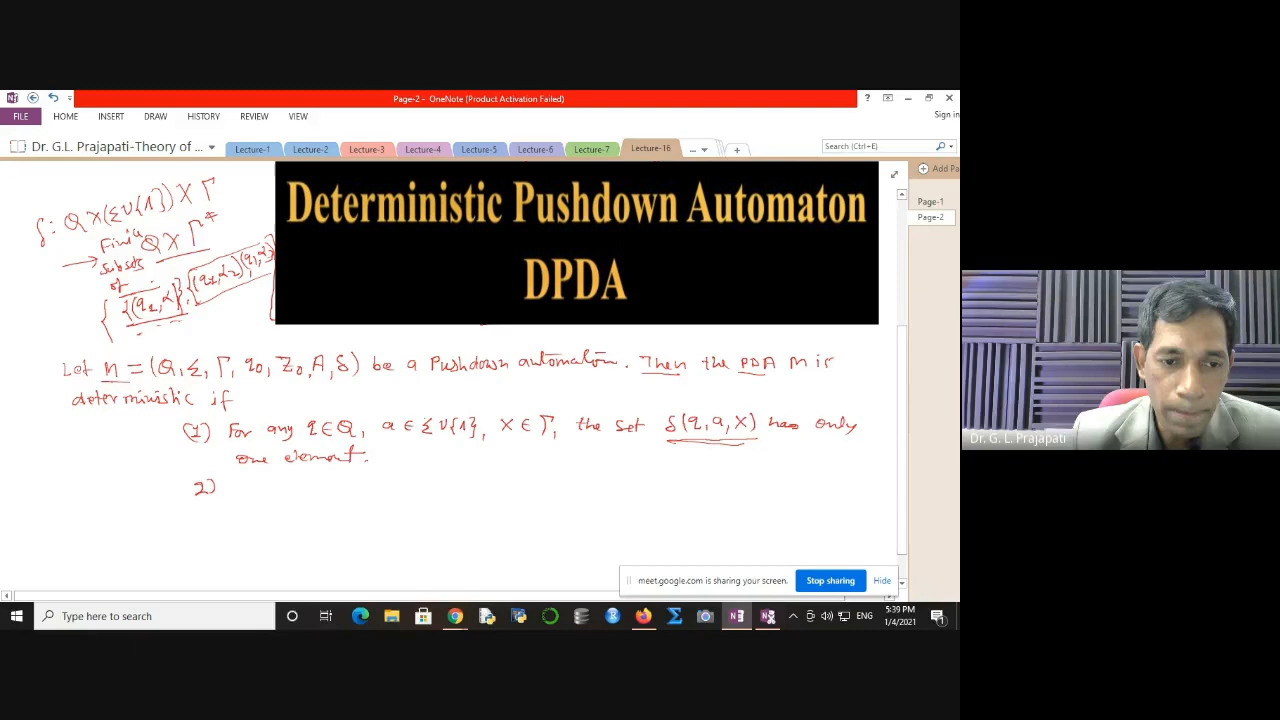 Page-2 - OneNote (Product Activation Failed)
FILE HOME INSERT DRAW HISTORY REVIEW VIEW
Sign in
Dr. G.L. Prajapati-Theory of ...
Lecture-1 Lecture-2 Lecture-3 Lecture-4 Lecture-5 Lecture-6 Lecture-7 Lecture-16 ...
Search (Ctrl+E)
Add Pa
Page-1
Page-2
δ: Q X (Σ U {Λ}) X Γ
Finite
subsets
of
Q X Γ*
Deterministic Pushdown Automaton
DPDA
Let M = (Q, Σ, Γ, q0, Z0, A, δ) be a Pushdown automation. Then the PDA M is
deterministic if
(1) For any q ∈ Q, a ∈ Σ U {Λ}, X ∈ Γ, the set δ(q, a, X) has only
one element.
2)
Dr. G. L. Prajapati
meet.google.com is sharing your screen. Stop sharing Hide
Type here to search
ENG
5:39 PM
1/4/2021
1